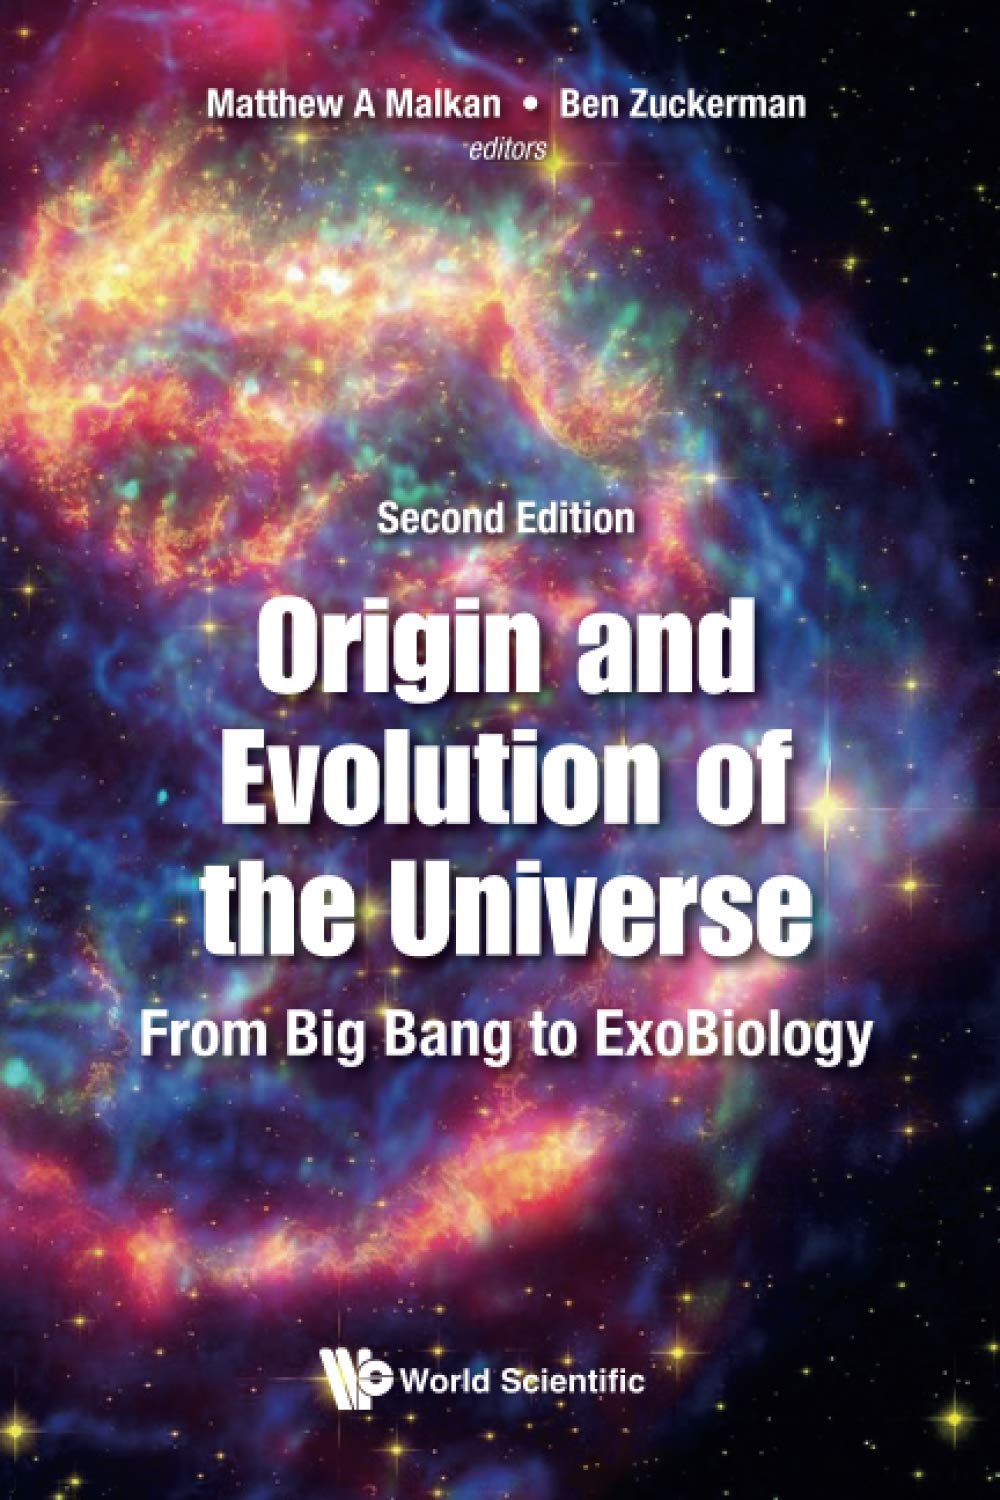 Matthew A Malkan • Ben Zuckerman
editors
Second Edition
Origin and
Evolution of
the Universe
From Big Bang to ExoBiology
WP World Scientific